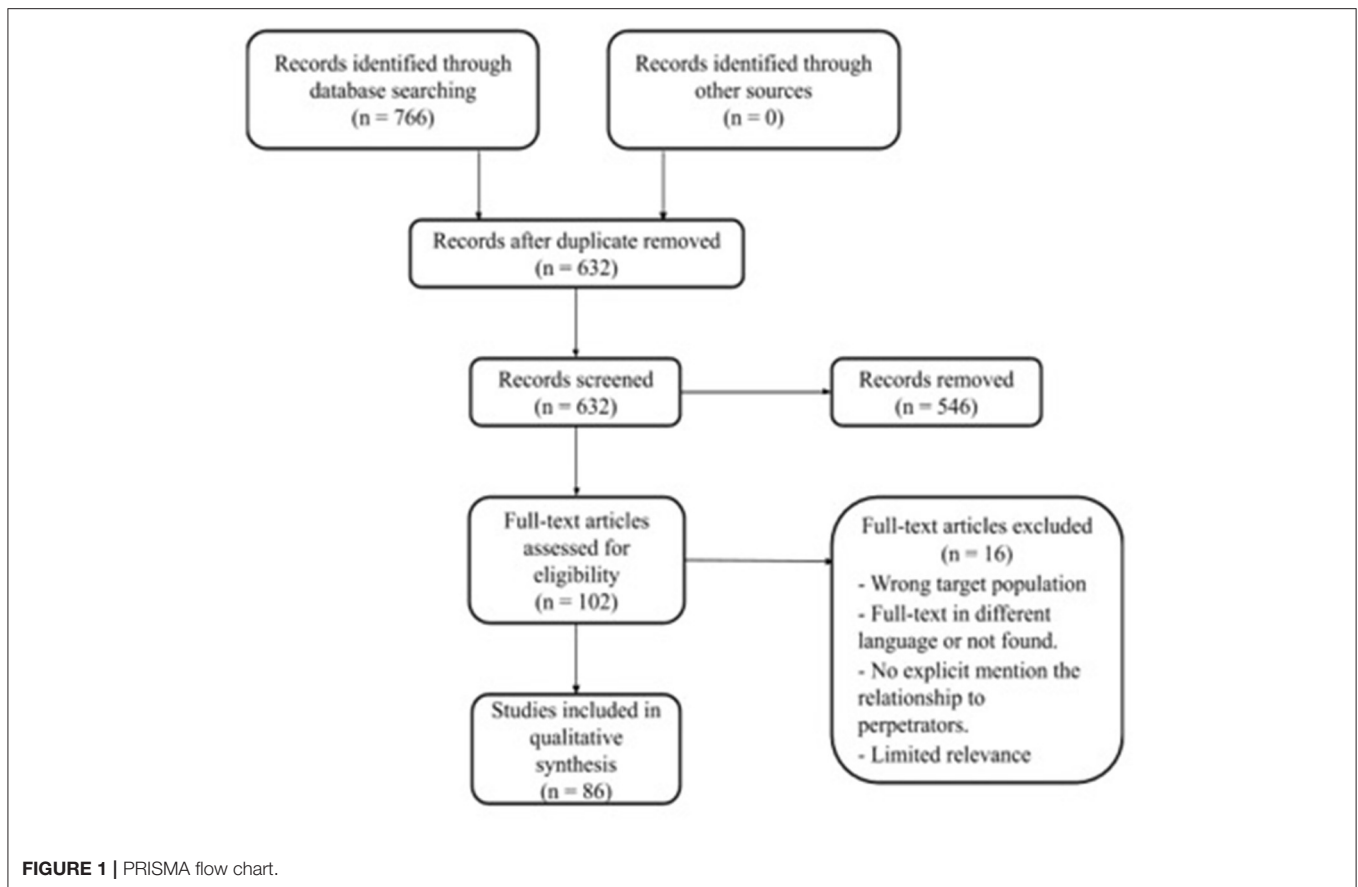 Records identified through
database searching
(n = 766)
Records identified through
other sources
(n = 0)
Records after duplicate removed
(n = 632)
Records screened
(n = 632)
Records removed
(n = 546)
Full-text articles
assessed for
eligibility
(n = 102)
Full-text articles excluded
(n = 16)
- Wrong target population
- Full-text in different
language or not found.
- No explicit mention the
relationship to
perpetrators.
- Limited relevance
Studies included in
qualitative
synthesis
(n = 86)
FIGURE 1 | PRISMA flow chart.